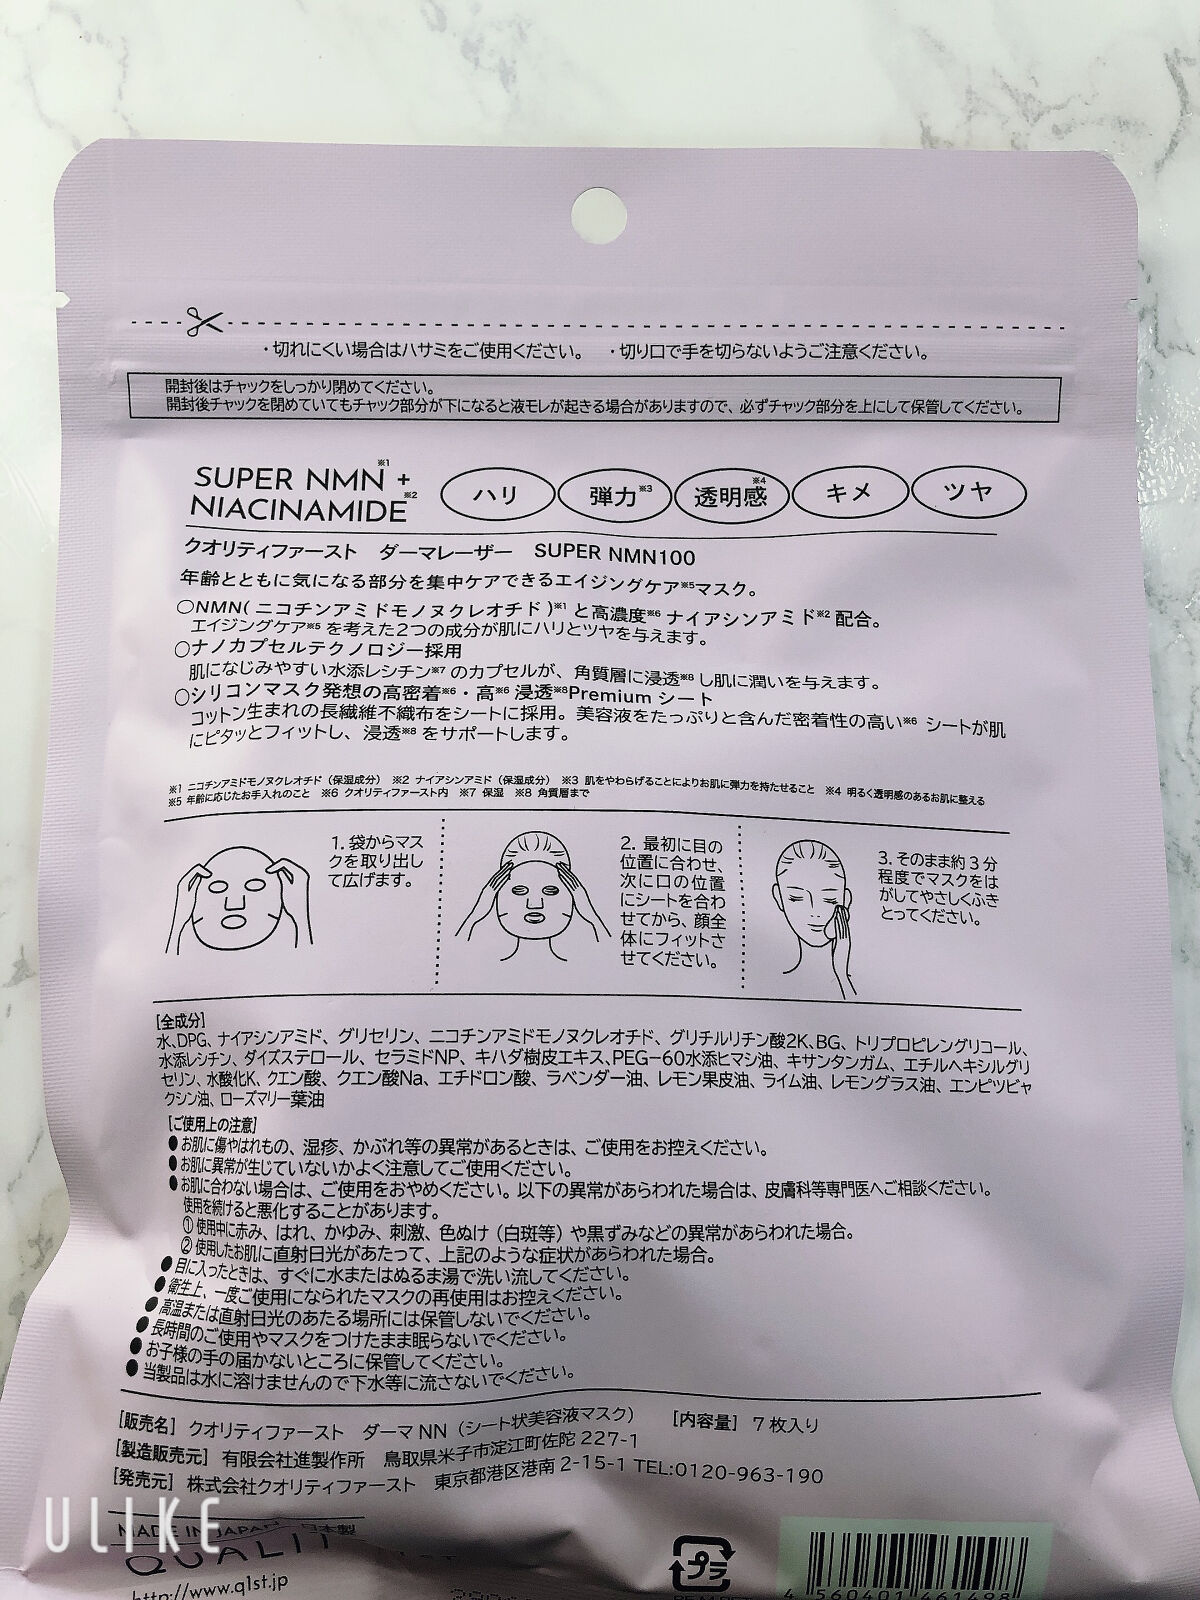 ・切れにくい場合はハサミをご使用ください。 ・切り口で手を切らないようご注意ください。
開封後はチャックをしっかり閉めてください。
開封後チャックを閉めていてもチャック部分が下になると液モレが起きる場合がありますので、必ずチャック部分を上にして保管してください。
SUPER NMN※1 +
NIACINAMIDE※2
ハリ 弾力※3 透明感※4 キメ ツヤ
クオリティファースト ダーマレーザー SUPER NMN100
年齢とともに気になる部分を集中ケアできるエイジングケア※5マスク。
○NMN(ニコチンアミドモノヌクレオチド)※1 と高濃度※6 ナイアシンアミド※2 配合。
エイジングケア※5 を考えた2つの成分が肌にハリとツヤを与えます。
○ナノカプセルテクノロジー採用
肌になじみやすい水添レシチン※7 のカプセルが、角質層に浸透※8 し肌に潤いを与えます。
○シリコンマスク発想の高密着※6・高※6 浸透※8Premium シート
コットン生まれの長繊維不織布をシートに採用。美容液をたっぷりと含んだ密着性の高い※6 シートが肌
にピタッとフィットし、浸透※8 をサポートします。
※1 ニコチンアミドモノヌクレオチド（保湿成分） ※2 ナイアシンアミド（保湿成分） ※3 肌をやわらげることによりお肌に弾力を持たせること ※4 明るく透明感のあるお肌に整える
※5 年齢に応じたお手入れのこと ※6 クオリティファースト内 ※7 保湿 ※8 角質層まで
1. 袋からマス
クを取り出し
て広げます。
2. 最初に目の
位置に合わせ、
次に口の位置
にシートを合わ
せてから、顔全
体にフィットさ
せてください。
3. そのまま約3分
程度でマスクをは
がしてやさしくふき
とってください。
[全成分]
水、DPG、ナイアシンアミド、グリセリン、ニコチンアミドモノヌクレオチド、グリチルリチン酸2K、BG、トリプロピレングリコール、
水添レシチン、ダイズステロール、セラミドNP、キハダ樹皮エキス、PEG-60水添ヒマシ油、キサンタンガム、エチルヘキシルグリ
セリン、水酸化K、クエン酸、クエン酸Na、エチドロン酸、ラベンダー油、レモン果皮油、ライム油、レモングラス油、エンピツビャ
クシン油、ローズマリー葉油
[ご使用上の注意]
●お肌に傷やはれもの、湿疹、かぶれ等の異常があるときは、ご使用をお控えください。
●お肌に異常が生じていないかよく注意してご使用ください。
●お肌に合わない場合は、ご使用をおやめください。以下の異常があらわれた場合は、皮膚科等専門医へご相談ください。
使用を続けると悪化することがあります。
①使用中に赤み、はれ、かゆみ、刺激、色ぬけ（白斑等）や黒ずみなどの異常があらわれた場合。
②使用したお肌に直射日光があたって、上記のような症状があらわれた場合。
●目に入ったときは、すぐに水またはぬるま湯で洗い流してください。
●衛生上、一度ご使用になられたマスクの再使用はお控えください。
●高温または直射日光のあたる場所には保管しないでください。
●長時間のご使用やマスクをつけたまま眠らないでください。
●お子様の手の届かないところに保管してください。
●当製品は水に溶けませんので下水等に流さないでください。
[販売名] クオリティファースト ダーマNN（シート状美容液マスク） [内容量] 7枚入り
[製造販売元] 有限会社進製作所 鳥取県米子市淀江町佐陀 227-1
[発売元] 株式会社クオリティファースト 東京都港区港南 2-15-1 TEL:0120-963-190
ULIKE
MADE IN JAPAN 日本製
http://www.q1st.jp
プラ
4 560401 461498